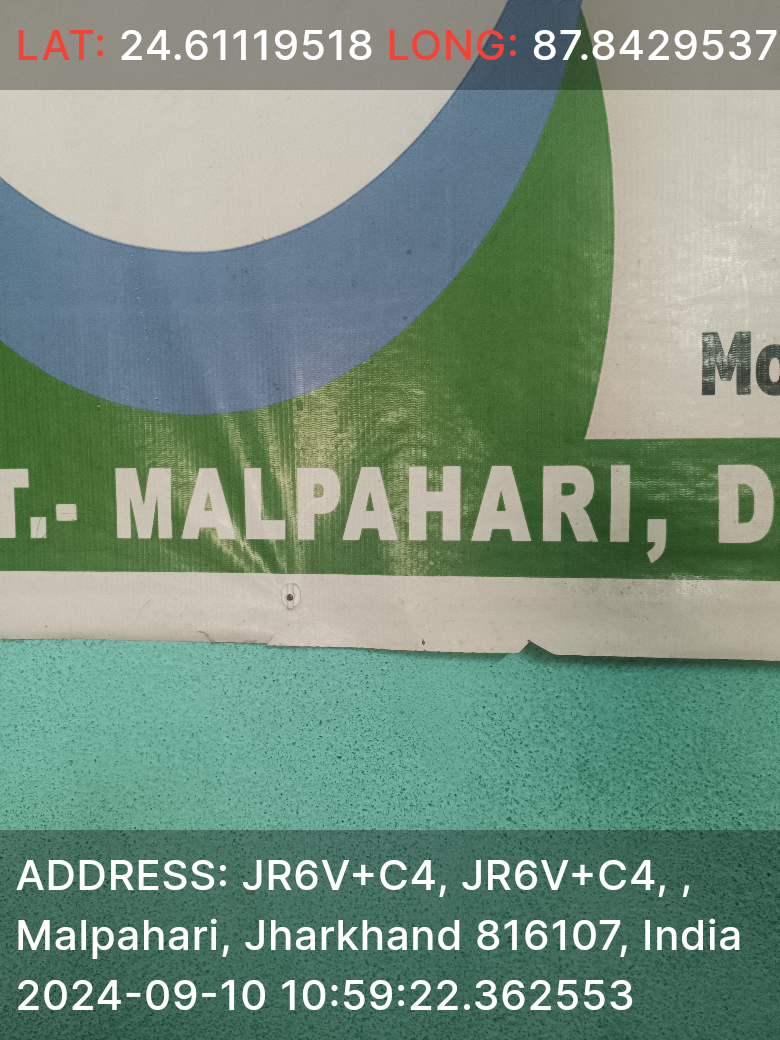 LAT: 24.61119518 LONG: 87.8429537
Mo
T.- MALPAHARI, D
ADDRESS: JR6V+C4, JR6V+C4, ,
Malpahari, Jharkhand 816107, India
2024-09-10 10:59:22.362553